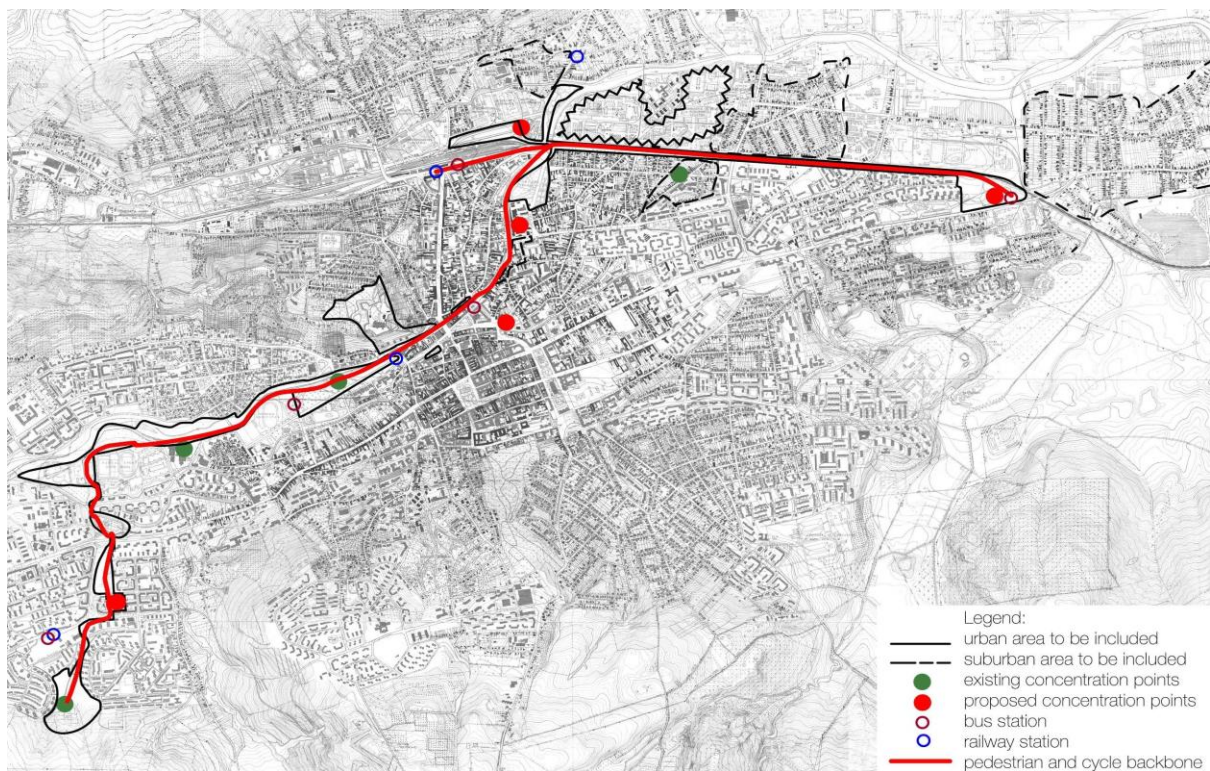 Legend:
urban area to be included
suburban area to be included
existing concentration points
proposed concentration points
bus station
railway station
pedestrian and cycle backbone